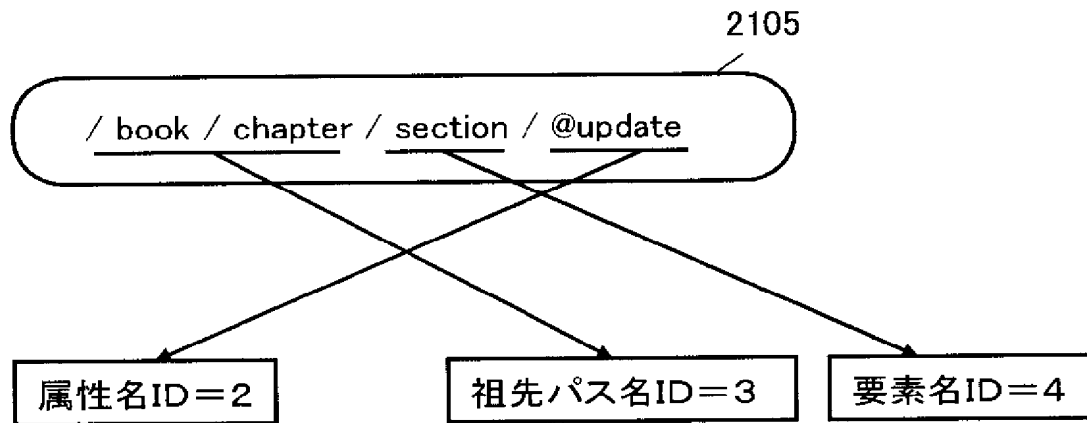 2105
/ book / chapter / section / @update
属性名ID=2
祖先パス名ID=3
要素名ID=4